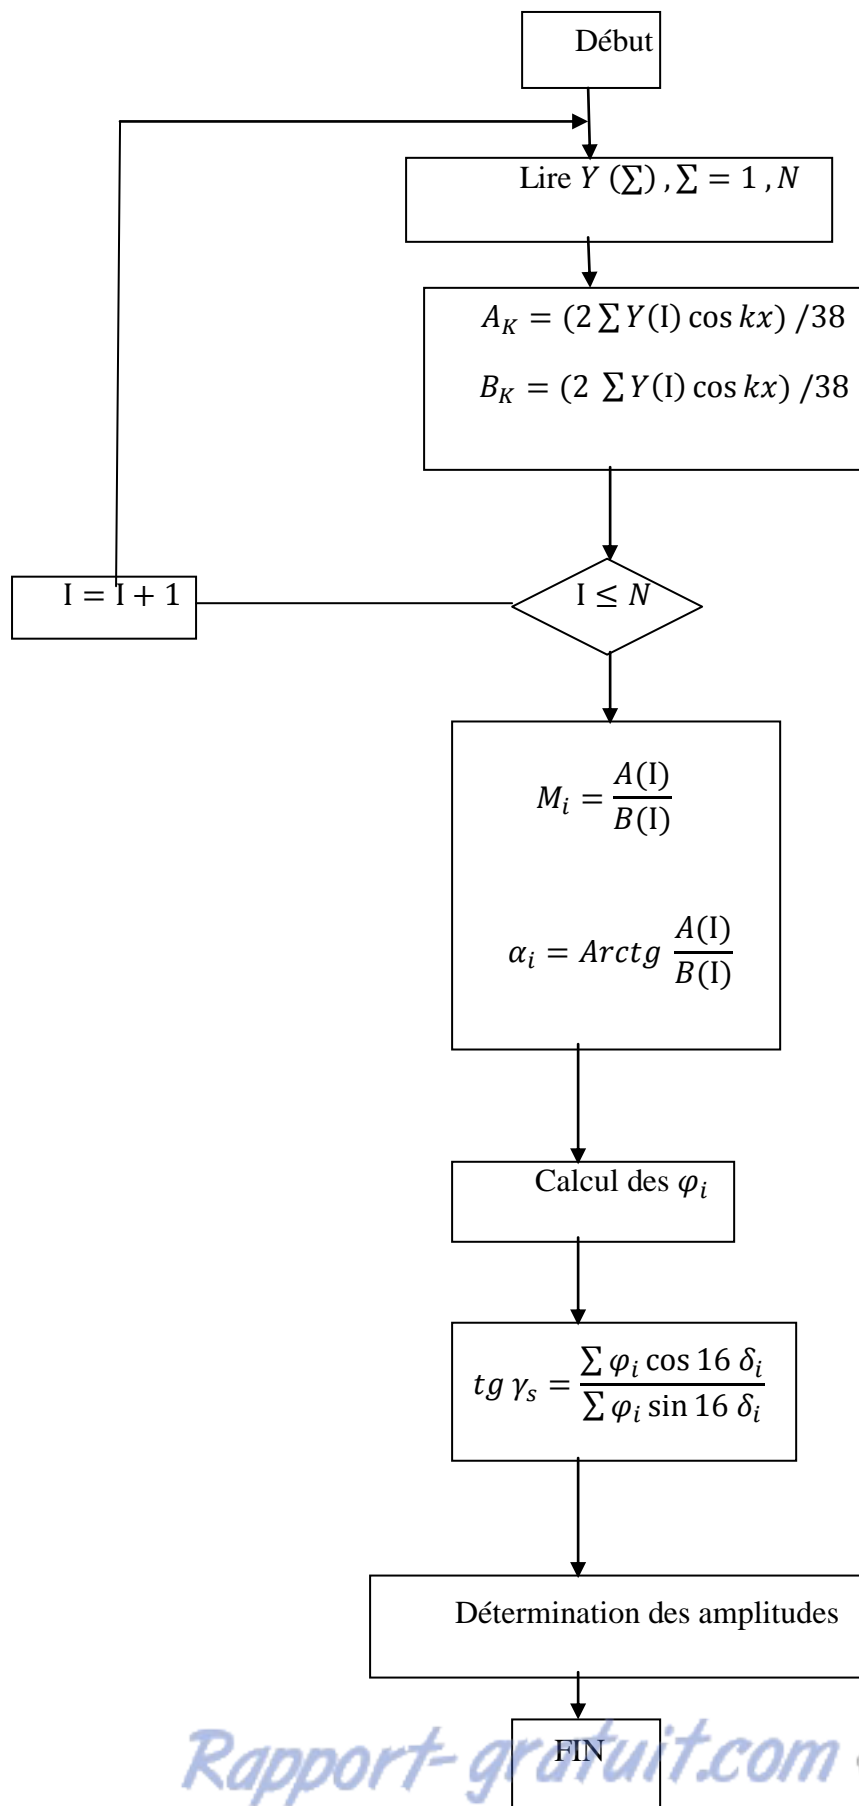 Début
Lire Y (∑) , ∑ = 1 , N
A_K = (2 ∑ Y(I) cos kx) /38
B_K = (2 ∑ Y(I) cos kx) /38
I = I + 1
I ≤ N
M_i = A(I)/B(I)
α_i = Arctg A(I)/B(I)
Calcul des φ_i
tg γ_s = ∑ φ_i cos 16 δ_i / ∑ φ_i sin 16 δ_i
Détermination des amplitudes
FIN
Rapport-gratuit.com